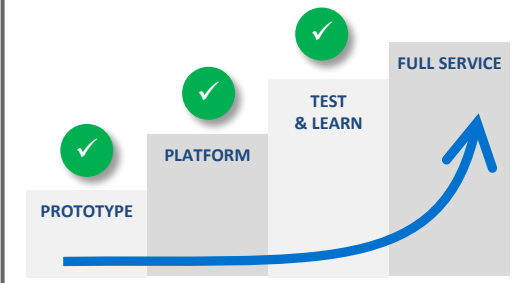 PROTOTYPE
PLATFORM
TEST
& LEARN
FULL SERVICE